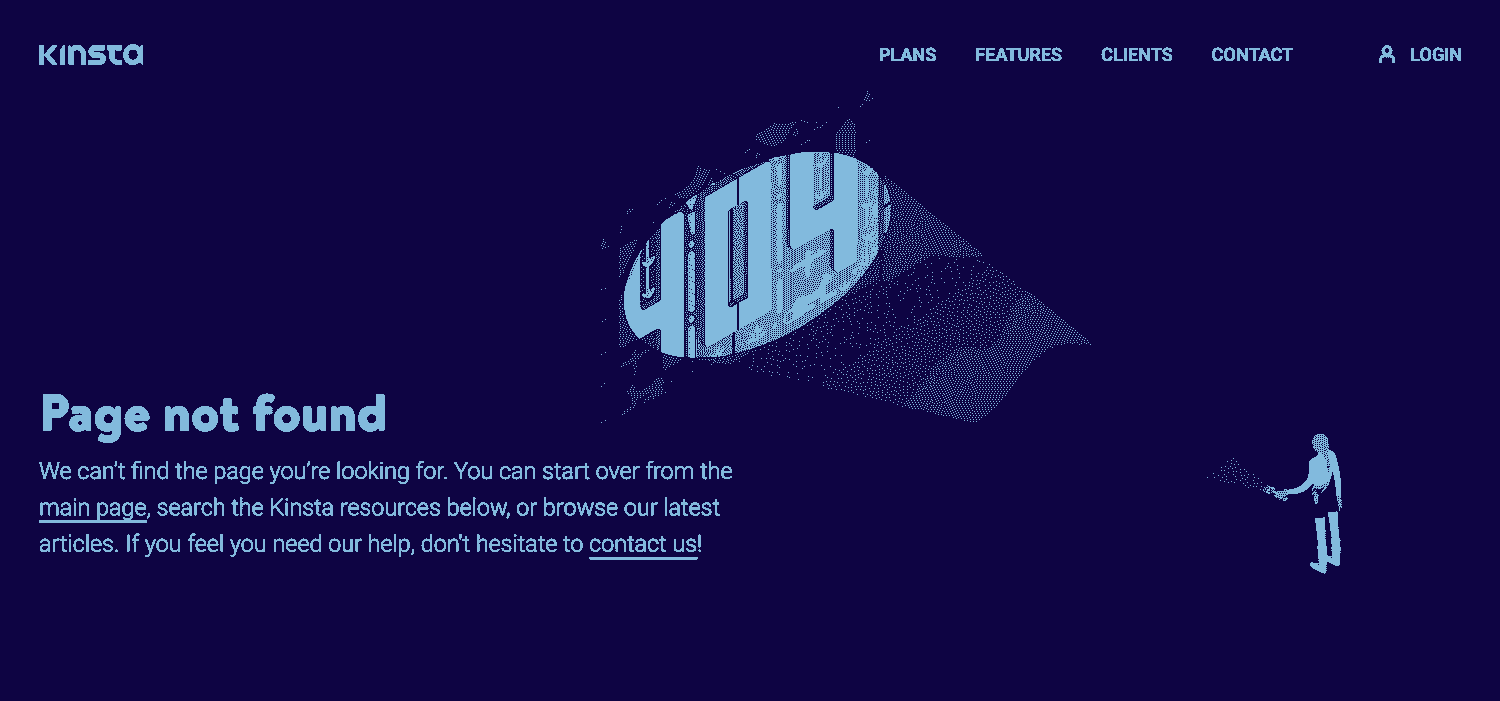 Kinsta
PLANS FEATURES CLIENTS CONTACT LOGIN
404
Page not found
We can't find the page you’re looking for. You can start over from the
main page, search the Kinsta resources below, or browse our latest
articles. If you feel you need our help, don't hesitate to contact us!